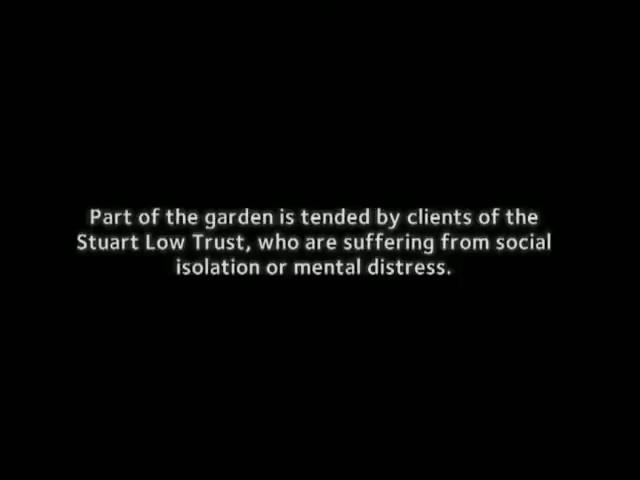 Part of the garden is tended by clients of the
Stuart Low Trust, who are suffering from social
isolation or mental distress.